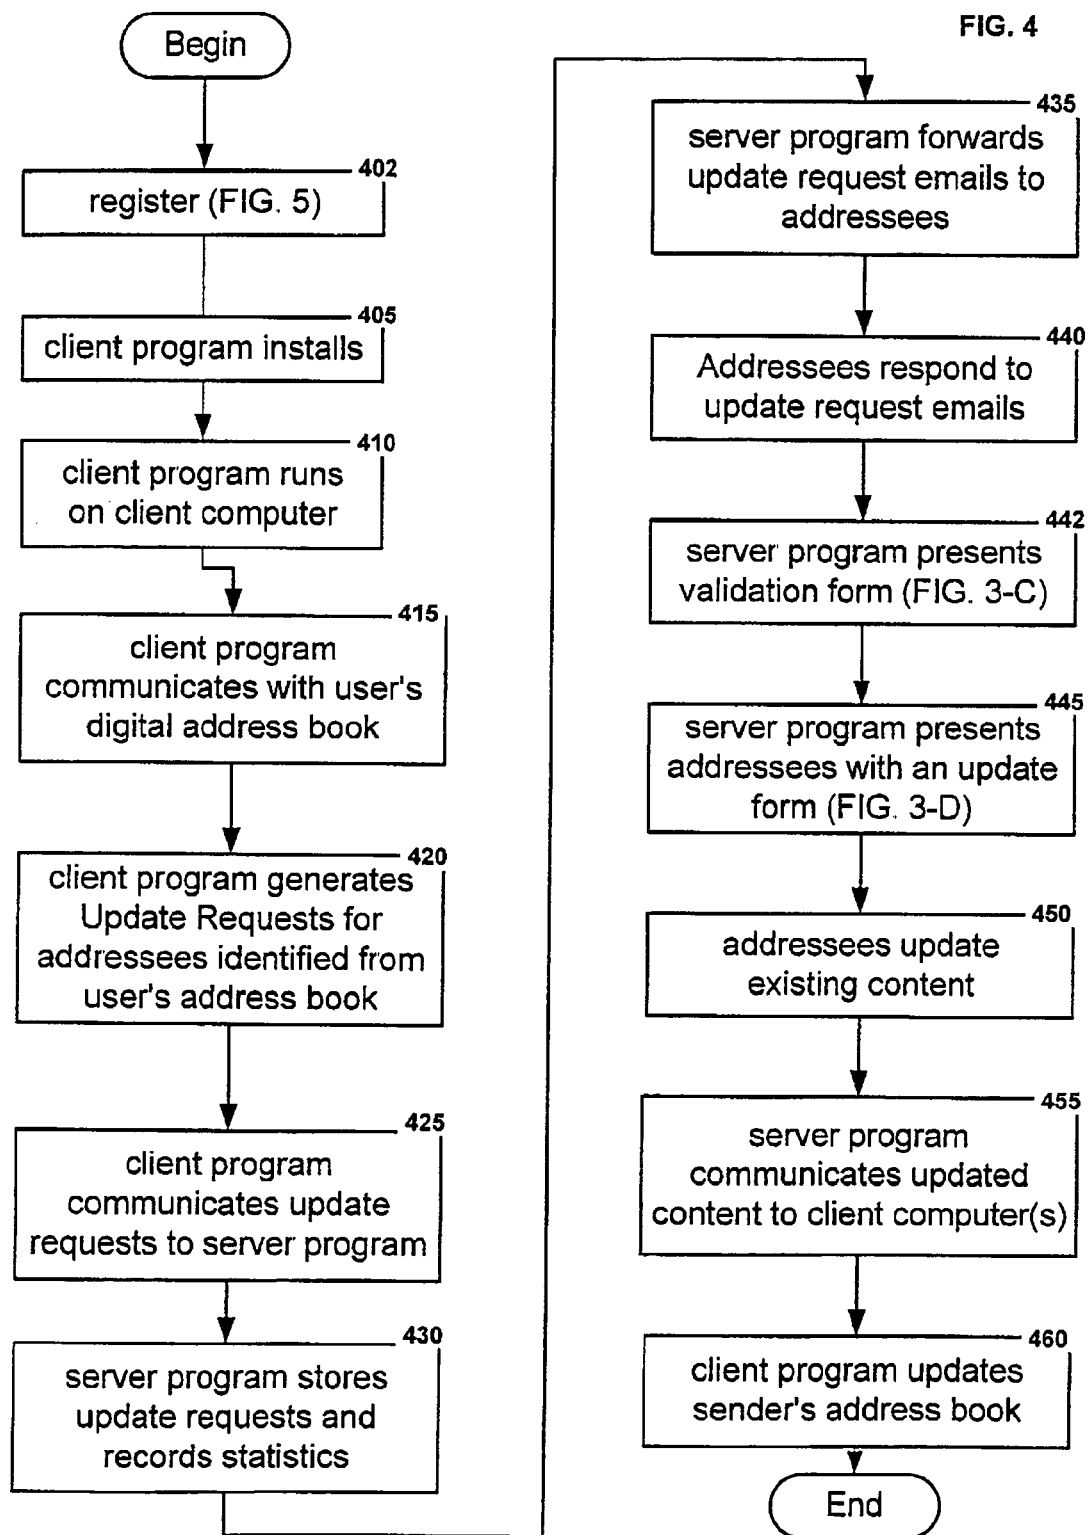 FIG. 4
Begin
402
register (FIG. 5)
405
client program installs
410
client program runs
on client computer
415
client program
communicates with user's
digital address book
420
client program generates
Update Requests for
addressees identified from
user's address book
425
client program
communicates update
requests to server program
430
server program stores
update requests and
records statistics
435
server program forwards
update request emails to
addressees
440
Addressees respond to
update request emails
442
server program presents
validation form (FIG. 3-C)
445
server program presents
addressees with an update
form (FIG. 3-D)
450
addressees update
existing content
455
server program
communicates updated
content to client computer(s)
460
client program updates
sender's address book
End